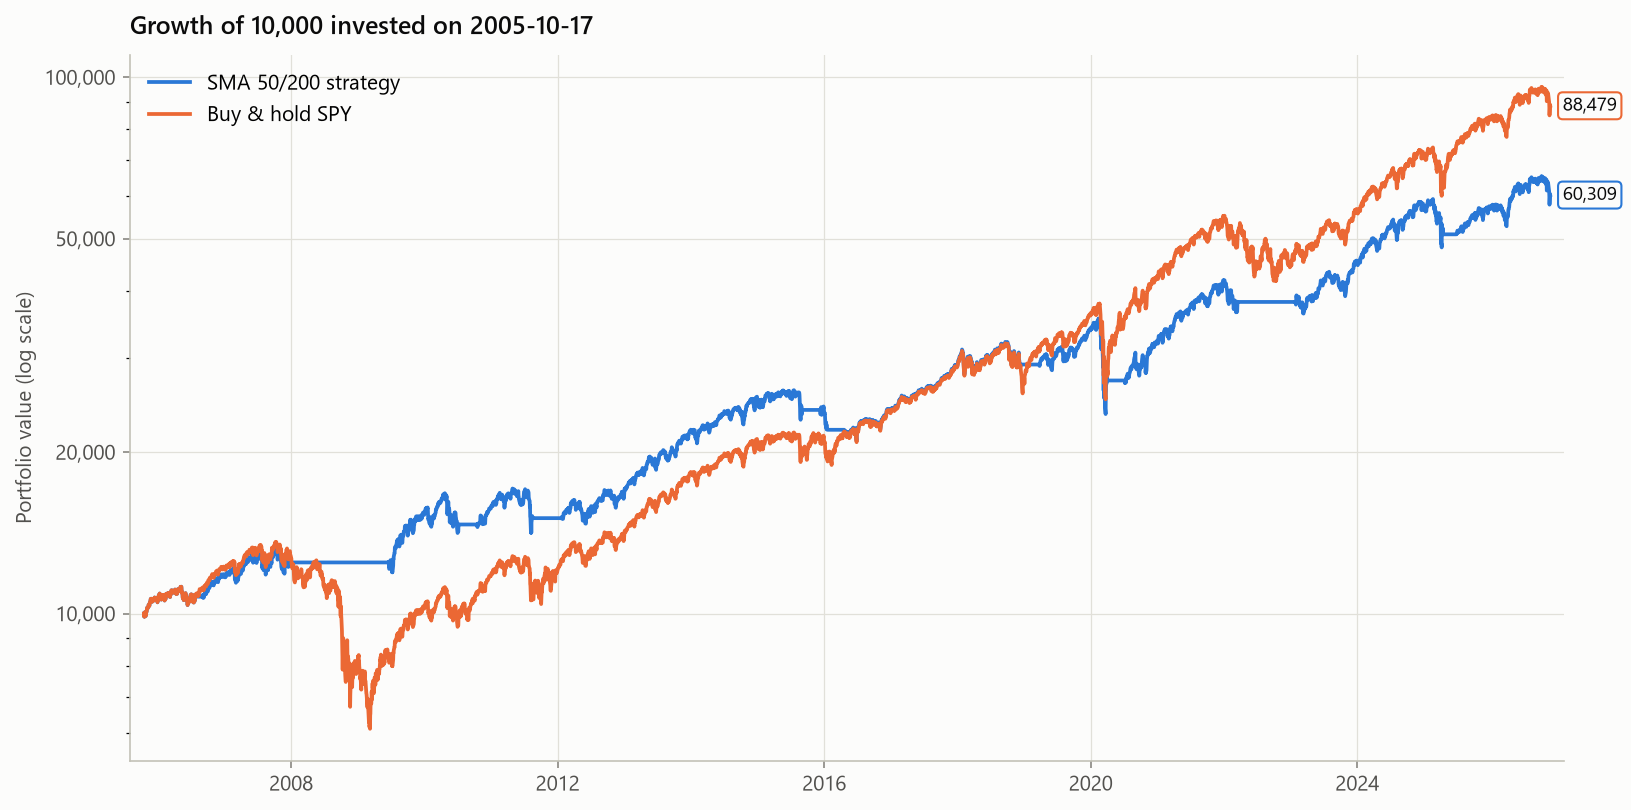 Growth of 10,000 invested on 2005-10-17
SMA 50/200 strategy
Buy & hold SPY
Portfolio value (log scale)
100,000
50,000
20,000
10,000
88,479
60,309
2008
2012
2016
2020
2024